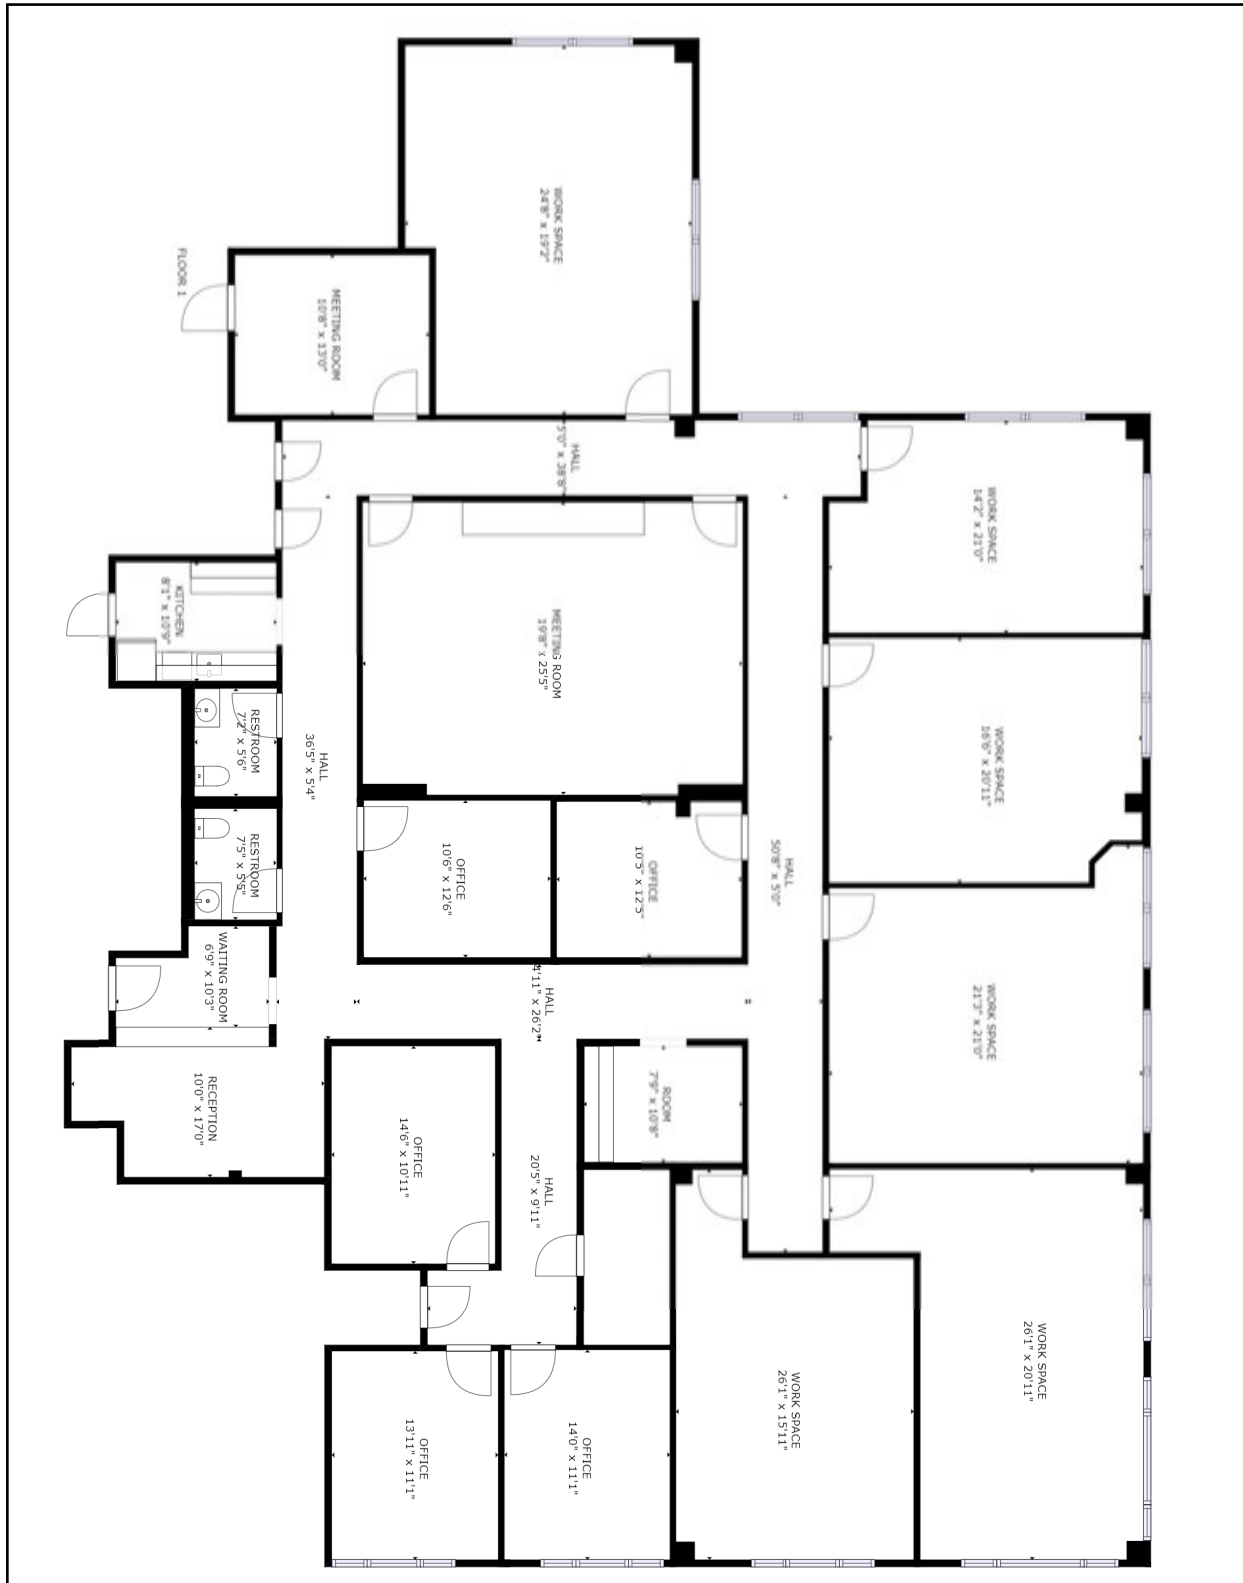 WORK SPACE
24'8" x 19'2"
FLOOR 1
MEETING ROOM
10'8" x 13'0"
HALL
5'0" x 38'8"
WORK SPACE
14'2" x 21'0"
KITCHEN
8'1" x 10'9"
MEETING ROOM
19'8" x 25'5"
WORK SPACE
16'6" x 20'11"
RESTROOM
7'2" x 5'6"
HALL
36'5" x 5'4"
RESTROOM
7'5" x 5'5"
OFFICE
10'6" x 12'6"
OFFICE
10'5" x 12'5"
HALL
50'8" x 5'0"
WAITING ROOM
6'9" x 10'3"
HALL
4'11" x 26'2"
WORK SPACE
21'3" x 21'0"
RECEPTION
10'0" x 17'0"
OFFICE
14'6" x 10'11"
ROOM
7'9" x 10'8"
HALL
20'5" x 9'11"
WORK SPACE
26'1" x 20'11"
OFFICE
13'11" x 11'1"
OFFICE
14'0" x 11'1"
WORK SPACE
26'1" x 15'11"